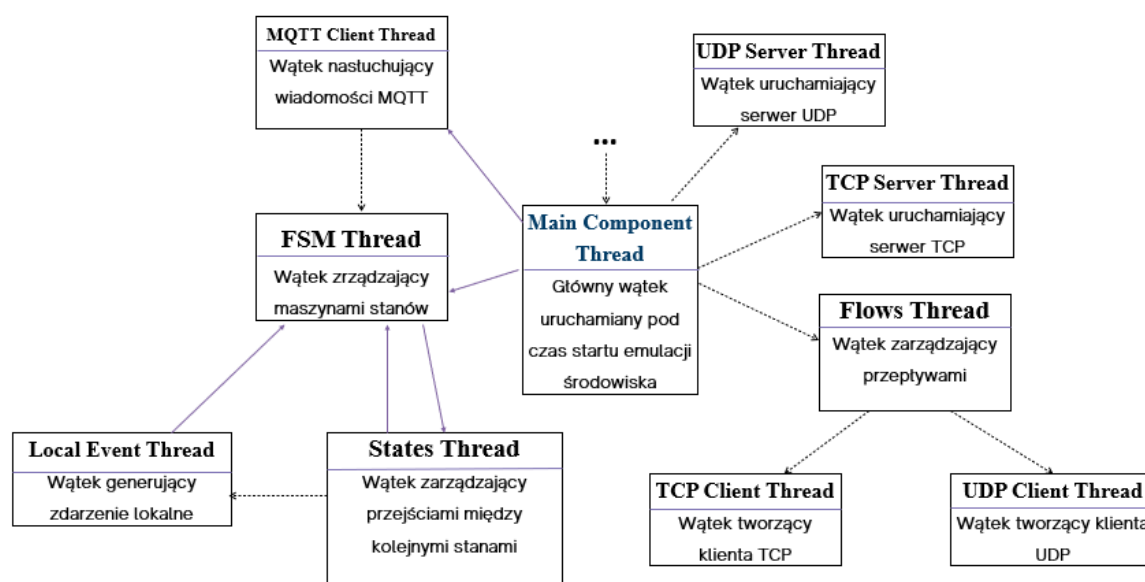 MQTT Client Thread
Wątek nasłuchujący
wiadomości MQTT
UDP Server Thread
Wątek uruchamiający
serwer UDP
...
TCP Server Thread
Wątek uruchamiający
serwer TCP
FSM Thread
Wątek zrządzający
maszynami stanów
Main Component
Thread
Główny wątek
uruchamiany pod
czas startu emulacji
środowiska
Flows Thread
Wątek zarządzający
przepływami
Local Event Thread
Wątek generujący
zdarzenie lokalne
States Thread
Wątek zarządzający
przejściami między
kolejnymi stanami
TCP Client Thread
Wątek tworzący
klienta TCP
UDP Client Thread
Wątek tworzący klienta
UDP